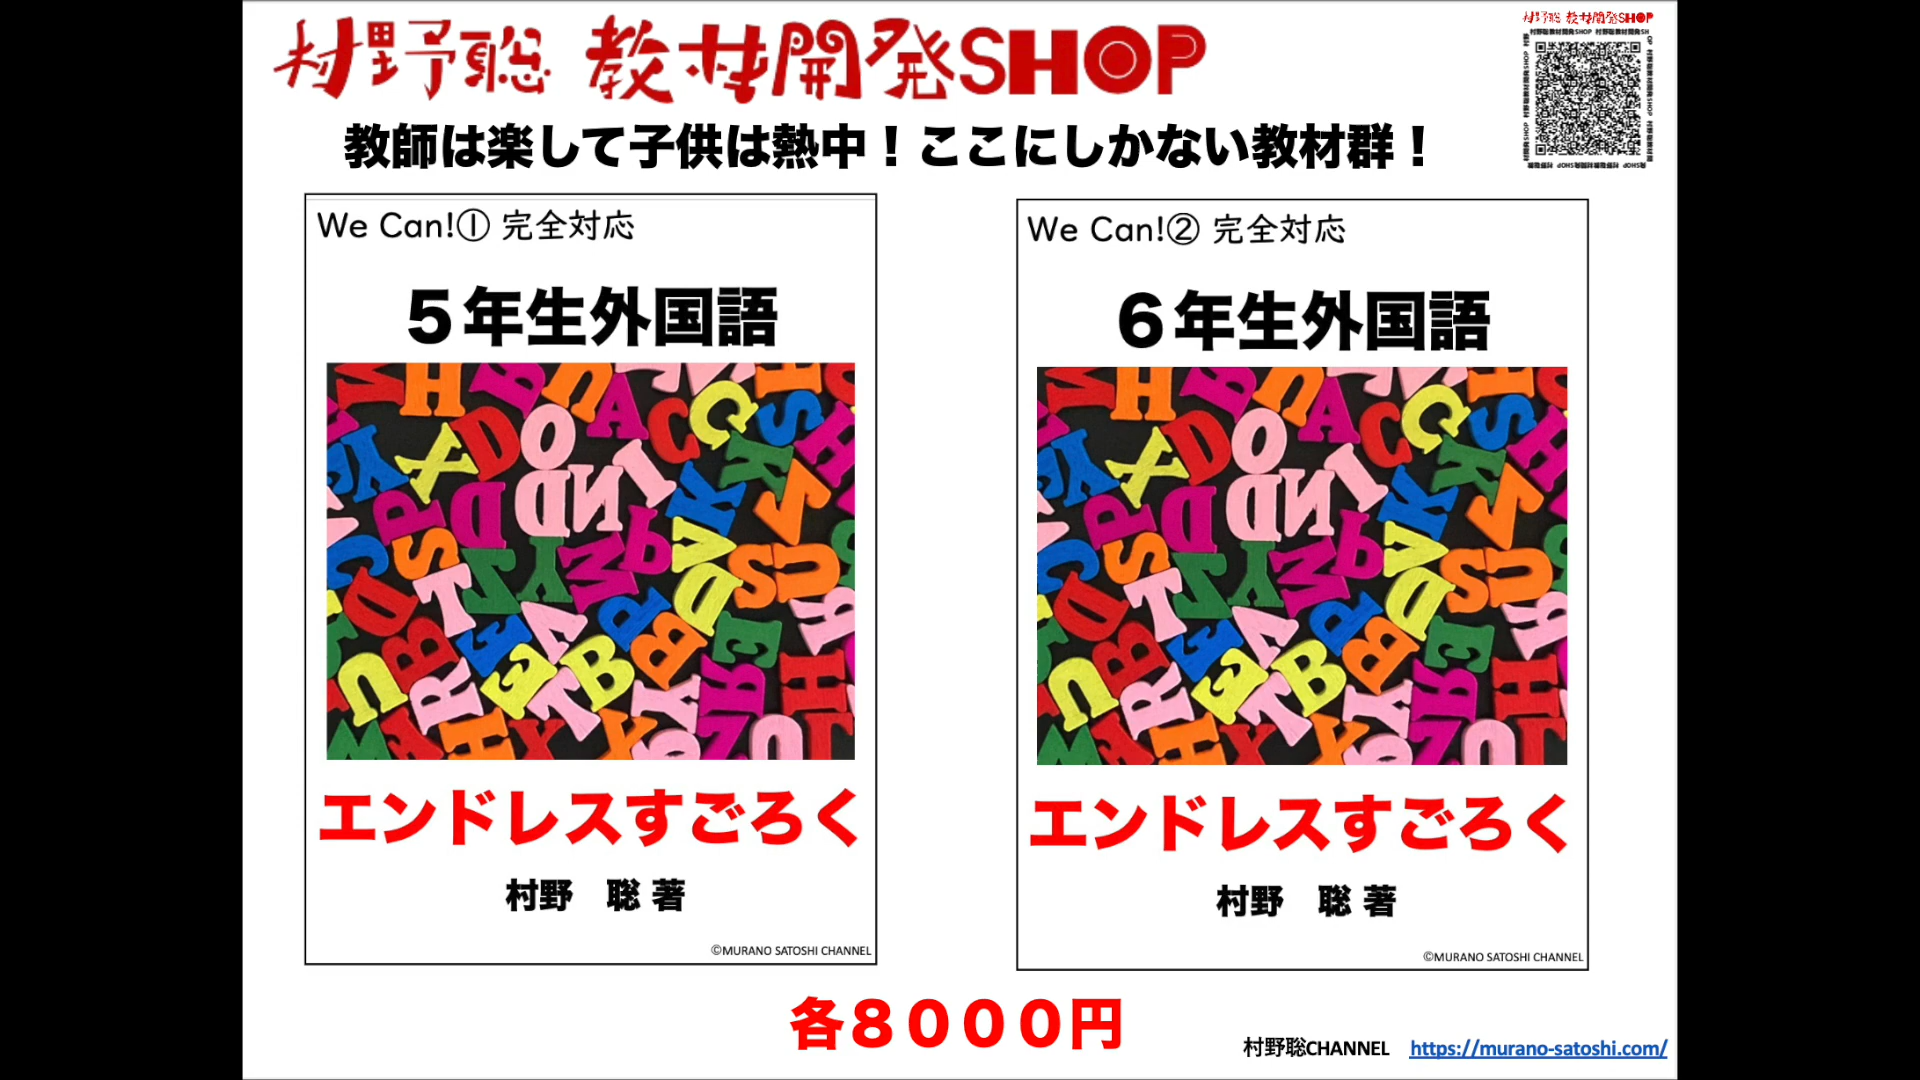 村野聡 教材開発SHOP
村野聡 教材開発SHOP
教師は楽して子供は熱中！ここにしかない教材群！
We Can!① 完全対応
５年生外国語
エンドレスすごろく
村野　聡 著
©MURANO SATOSHI CHANNEL
We Can!② 完全対応
６年生外国語
エンドレスすごろく
村野　聡 著
©MURANO SATOSHI CHANNEL
各８０００円
村野聡CHANNEL https://murano-satoshi.com/